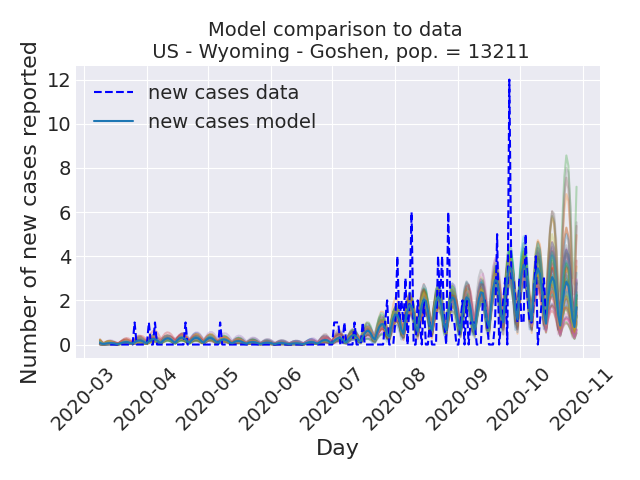 Model comparison to data
US - Wyoming - Goshen, pop. = 13211
Number of new cases reported
12
10
8
6
4
2
0
new cases data
new cases model
2020-03
2020-04
2020-05
2020-06
2020-07
2020-08
2020-09
2020-10
2020-11
Day